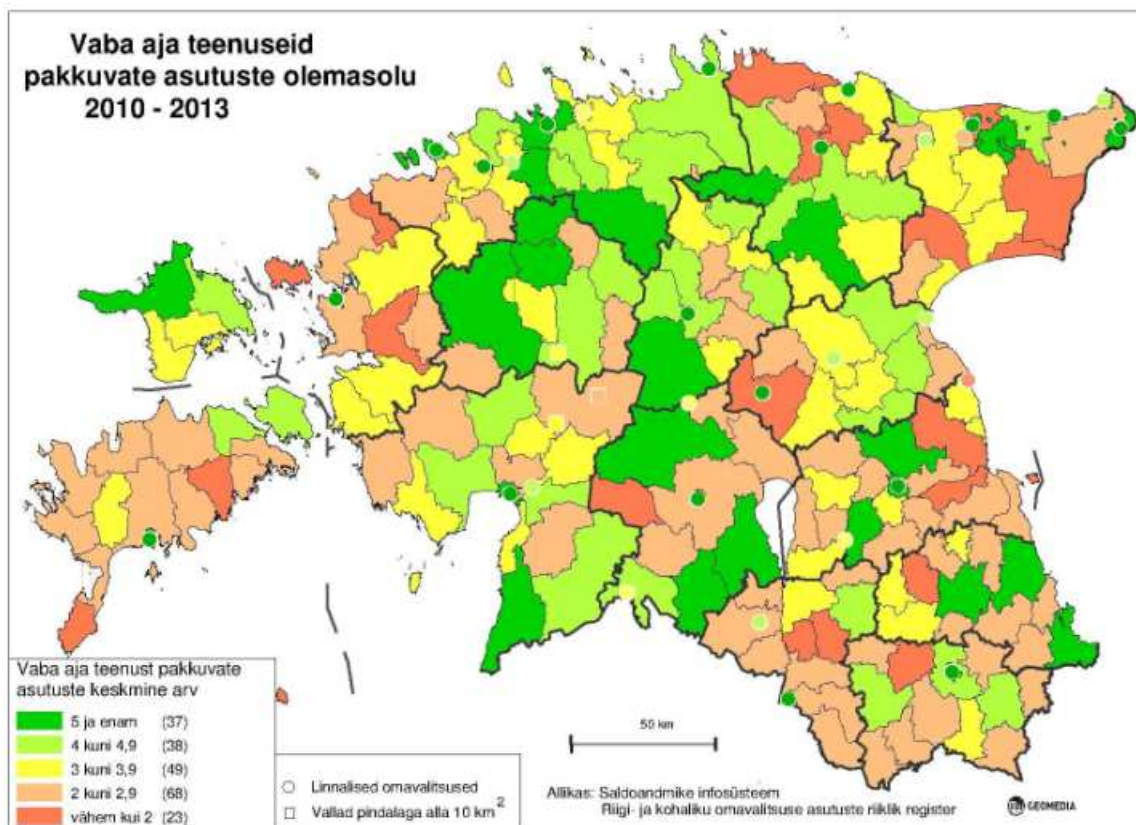 Vaba aja teenuseid
pakkuvate asutuste olemasolu
2010 - 2013
Vaba aja teenust pakkuvate
asutuste keskmine arv
5 ja enam (37)
4 kuni 4,9 (38)
3 kuni 3,9 (49)
2 kuni 2,9 (68)
vähem kui 2 (23)
Linnalised omavalitsused
Vallad pindalaga alla 10 km²
50 km
Allikas: Saldoandmike infosüsteem
Riigi- ja kohaliku omavalitsuse asutuste riiklik register
GEOMEDIA